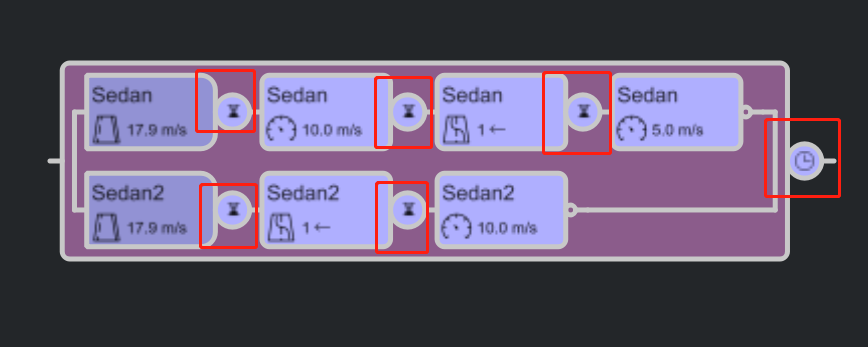 Sedan
17.9 m/s
Sedan
10.0 m/s
Sedan
1 ←
Sedan
5.0 m/s
Sedan2
17.9 m/s
Sedan2
1 ←
Sedan2
10.0 m/s